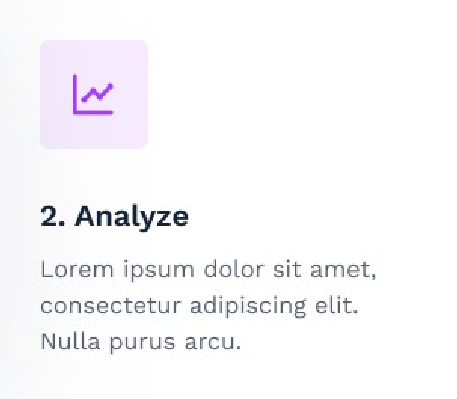 2. Analyze
Lorem ipsum dolor sit amet,
consectetur adipiscing elit.
Nulla purus arcu.